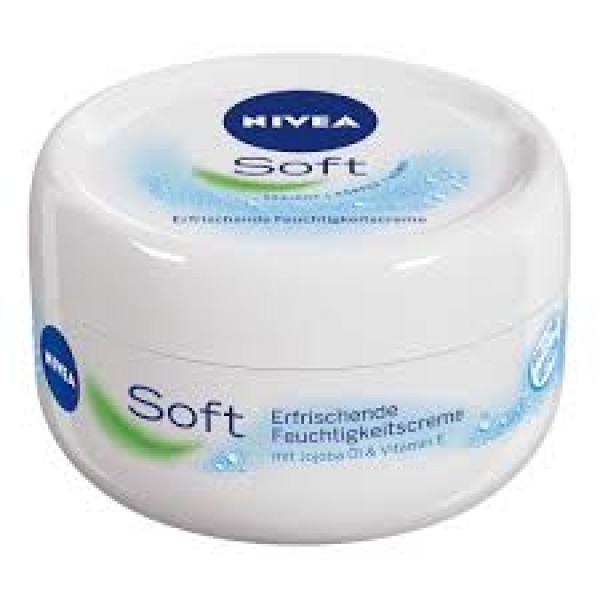 NIVEA
Soft
Erfrischende Feuchtigkeitscreme
NIVEA
Soft
Erfrischende
Feuchtigkeitscreme
mit Jojoba Öl & Vitamin E